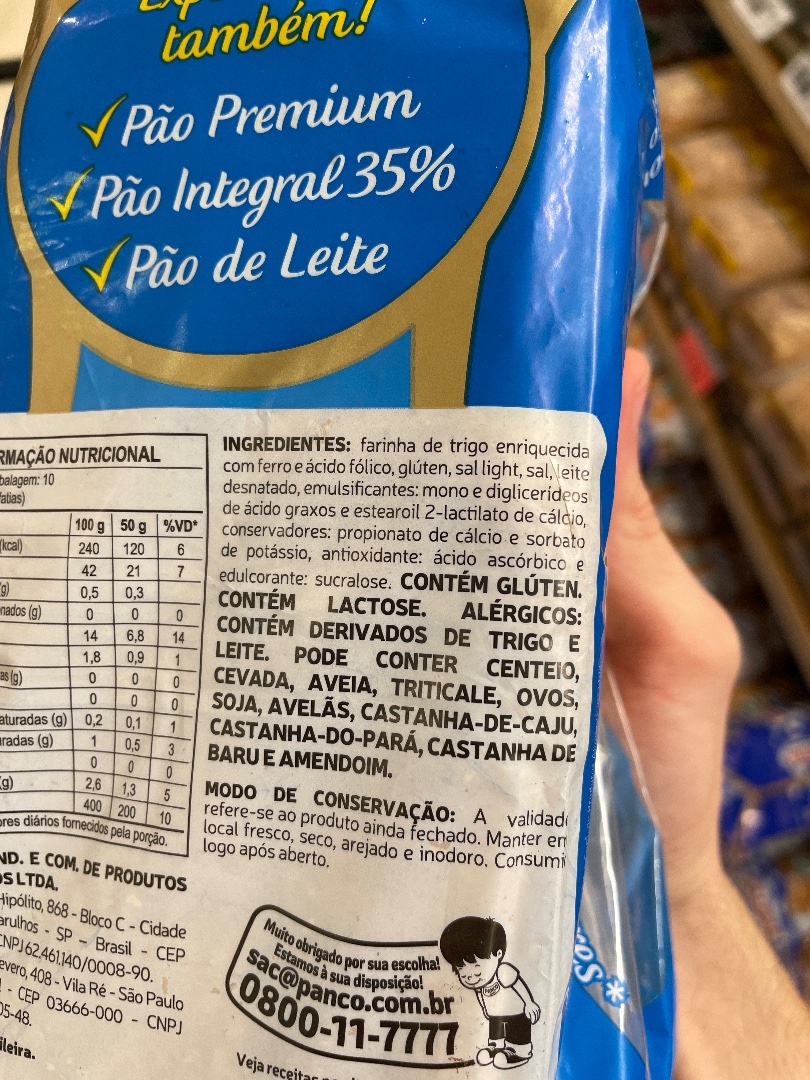 também!
Pão Premium
Pão Integral 35%
Pão de Leite
RMAÇÃO NUTRICIONAL
balagem: 10
fatias)
100 g 50 g %VD*
(kcal) 240 120 6
42 21 7
g) 0,5 0,3
nados (g) 0 0 0
14 6,8 14
1,8 0,9 1
as (g) 0 0 0
0 0 0
aturadas (g) 0,2 0,1 1
uradas (g) 1 0,5 3
0 0 0
g) 2,6 1,3 5
400 200 10
ores diários fornecidos pela porção.
INGREDIENTES: farinha de trigo enriquecida
com ferro e ácido fólico, glúten, sal light, sal, leite
desnatado, emulsificantes: mono e diglicerídeos
de ácido graxos e estearoil 2-lactilato de cálcio,
conservadores: propionato de cálcio e sorbato
de potássio, antioxidante: ácido ascórbico e
edulcorante: sucralose. CONTÉM GLÚTEN.
CONTÉM LACTOSE. ALÉRGICOS:
CONTÉM DERIVADOS DE TRIGO E
LEITE. PODE CONTER CENTEIO,
CEVADA, AVEIA, TRITICALE, OVOS,
SOJA, AVELÃS, CASTANHA-DE-CAJU,
CASTANHA-DO-PARÁ, CASTANHA DE
BARU E AMENDOIM.
MODO DE CONSERVAÇÃO: A validad
refere-se ao produto ainda fechado. Manter em
local fresco, seco, arejado e inodoro. Consumi
logo após aberto.
ND. E COM. DE PRODUTOS
OS LTDA.
Hipólito, 868 - Bloco C - Cidade
arulhos - SP - Brasil - CEP
CNPJ 62.461.140/0008-90.
evero, 408 - Vila Ré - São Paulo
- CEP 03666-000 - CNPJ
05-48.
ileira.
Muito obrigado por sua escolha!
Estamos à sua disposição!
sac@panco.com.br
0800-11-7777
Veja receitas